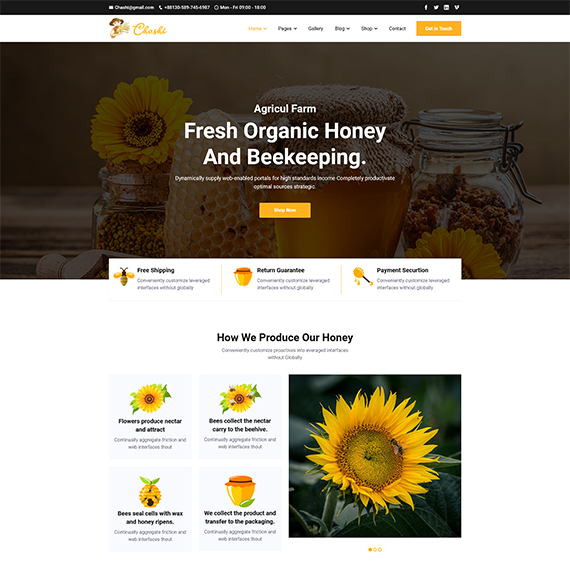 Chashi@gmail.com +88130-589-745-6987 Mon - Fri 09:00 - 18:00
Chashi
Home Pages Gallery Blog Shop Contact Get In Touch
Agricul Farm
Fresh Organic Honey
And Beekeeping.
Dynamically supply web-enabled portals for high standards income Completely productivate
optimal sources strategic.
Shop Now
Free Shipping
Conveniently customize leveraged
interfaces without globally
Return Guarantee
Conveniently customize leveraged
interfaces without globally
Payment Securtion
Conveniently customize leveraged
interfaces without globally
How We Produce Our Honey
Conveniently customize proactives into leveraged interfaces
without Globally
Flowers produce nectar
and attract
Continually aggregate friction and
web interfaces thout
Bees collect the nectar
carry to the beehive.
Continually aggregate friction and
web interfaces thout
Bees seal cells with wax
and honey ripens.
Continually aggregate friction and
web interfaces thout
We collect the product and
transfer to the packaging.
Continually aggregate friction and
web interfaces thout